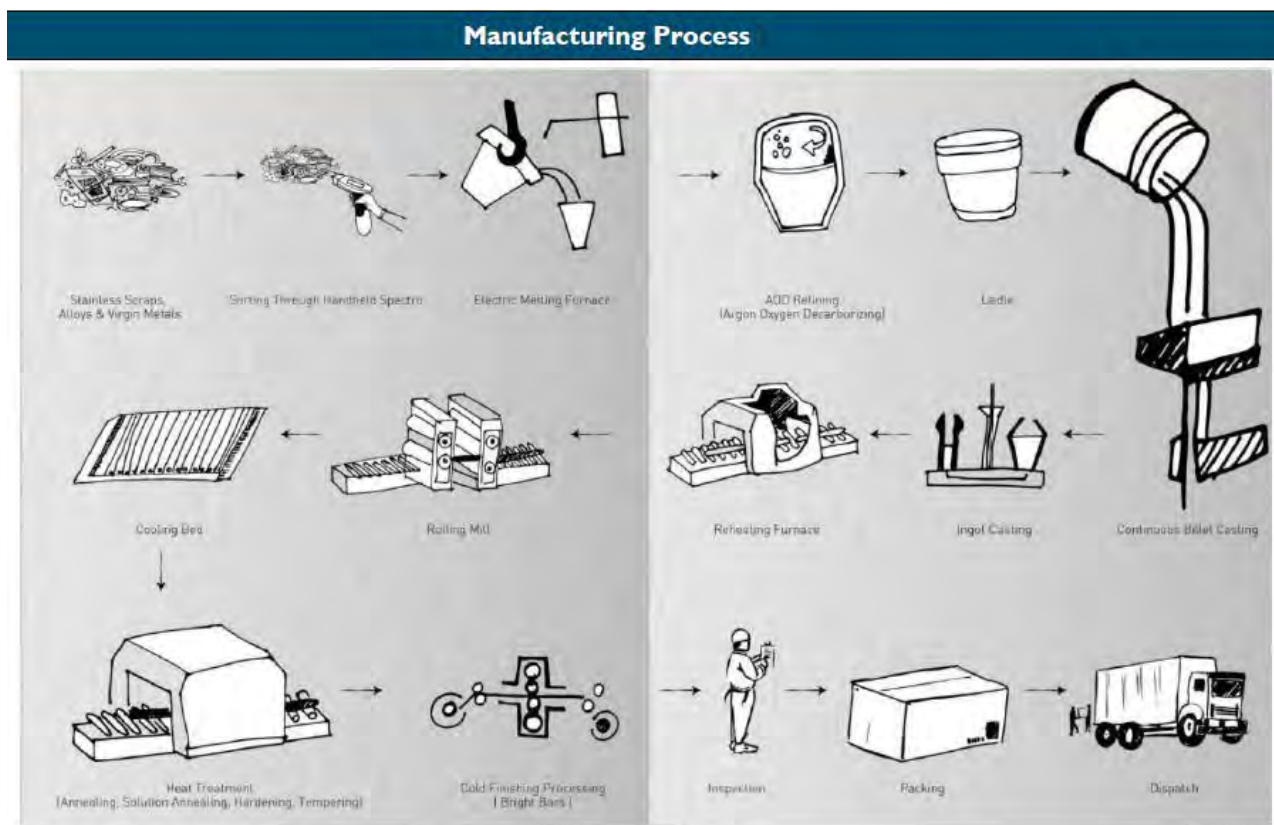 Manufacturing Process
Stainless Scraps,
Alloys & Virgin Metals
Sorting Through Handheld Spectro
Electric Melting Furnace
AOD Refining
(Argon Oxygen Decarburizing)
Ladle
Cooling Bed
Rolling Mill
Reheating Furnace
Ingot Casting
Continuous Billet Casting
Heat Treatment
(Annealing, Solution Annealing, Hardening, Tempering)
Cold Finishing Processing
( Bright Bars )
Inspection
Packing
Dispatch